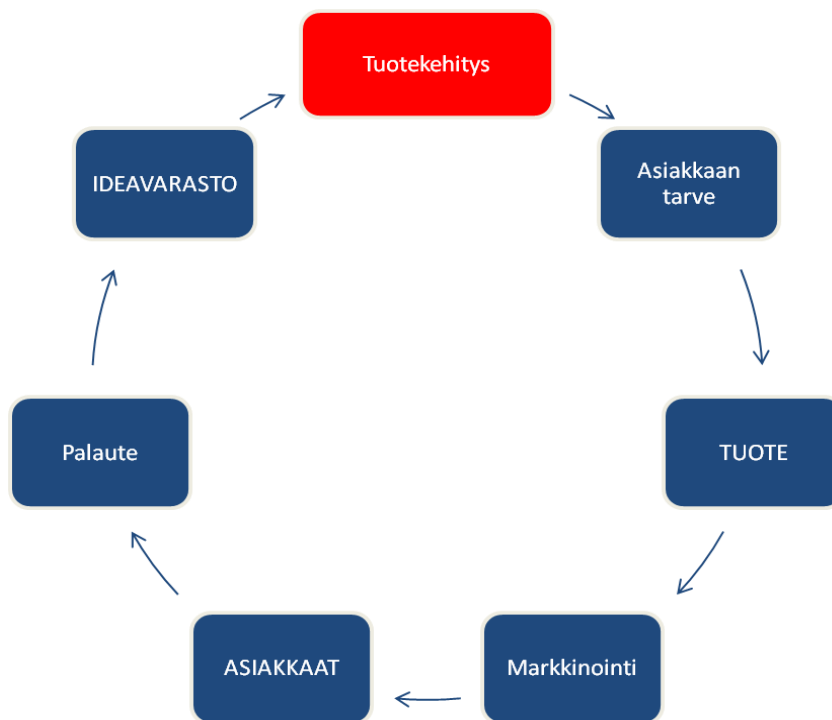 Tuotekehitys
Asiakkaan
tarve
TUOTE
Markkinointi
ASIAKKAAT
Palaute
IDEAVARASTO